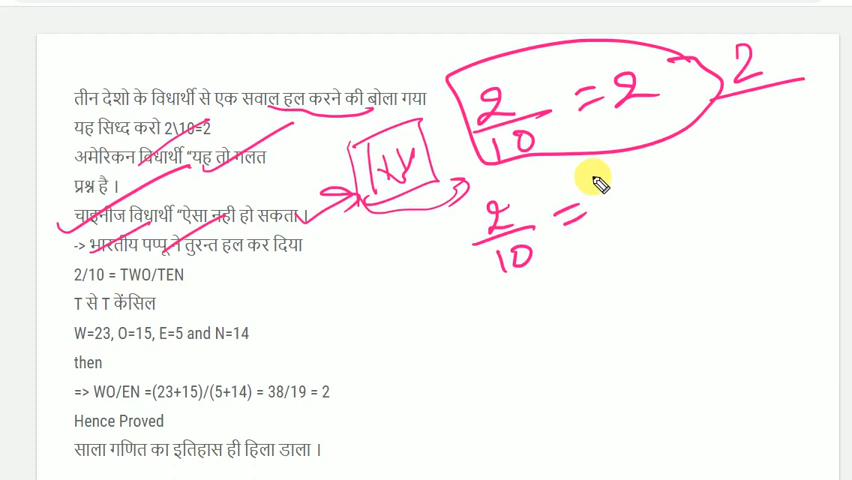 तीन देशो के विधार्थी से एक सवाल हल करने की बोला गया
यह सिध्द करो 2\10=2
अमेरिकन विधार्थी “यह तो गलत
प्रश्न है ।
चाइनीज विधार्थी “ऐसा नही हो सकता ।
-> भारतीय पप्पू ने तुरन्त हल कर दिया
2/10 = TWO/TEN
T से T केंसिल
W=23, O=15, E=5 and N=14
then
=> WO/EN =(23+15)/(5+14) = 38/19 = 2
Hence Proved
साला गणित का इतिहास ही हिला डाला ।
2/10 = 2
2
2/10 =